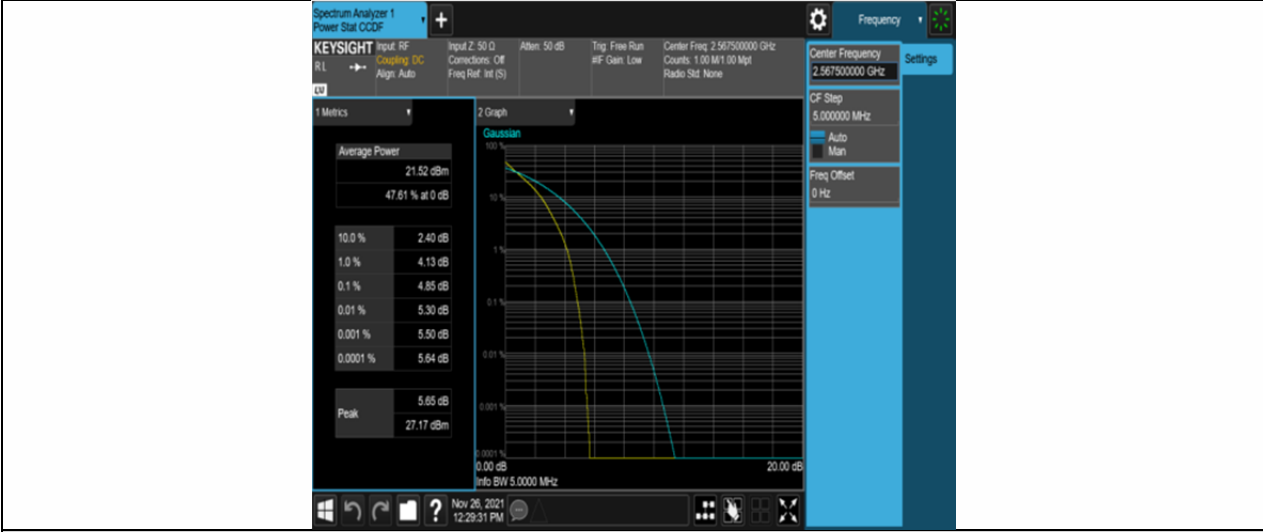 Spectrum Analyzer 1
Power Stat CCDF
+
Frequency
KEYSIGHT
RL
LV
Input: RF
Coupling: DC
Align: Auto
Input Z: 50 Ω
Corrections: Off
Freq Ref: Int (S)
Atten: 50 dB
Trig: Free Run
#IF Gain: Low
Center Freq: 2.567500000 GHz
Counts: 1.00 M/1.00 Mpt
Radio Std: None
Center Frequency
2.567500000 GHz
Settings
CF Step
5.000000 MHz
Auto
Man
Freq Offset
0 Hz
1 Metrics
Average Power
21.52 dBm
47.61 % at 0 dB
10.0 % 2.40 dB
1.0 % 4.13 dB
0.1 % 4.85 dB
0.01 % 5.30 dB
0.001 % 5.50 dB
0.0001 % 5.64 dB
Peak
5.65 dB
27.17 dBm
2 Graph
Gaussian
100 %
10 %
1 %
0.1 %
0.01 %
0.001 %
0.0001 %
0.00 dB 20.00 dB
Info BW 5.0000 MHz
?
Nov 26, 2021
12:29:31 PM